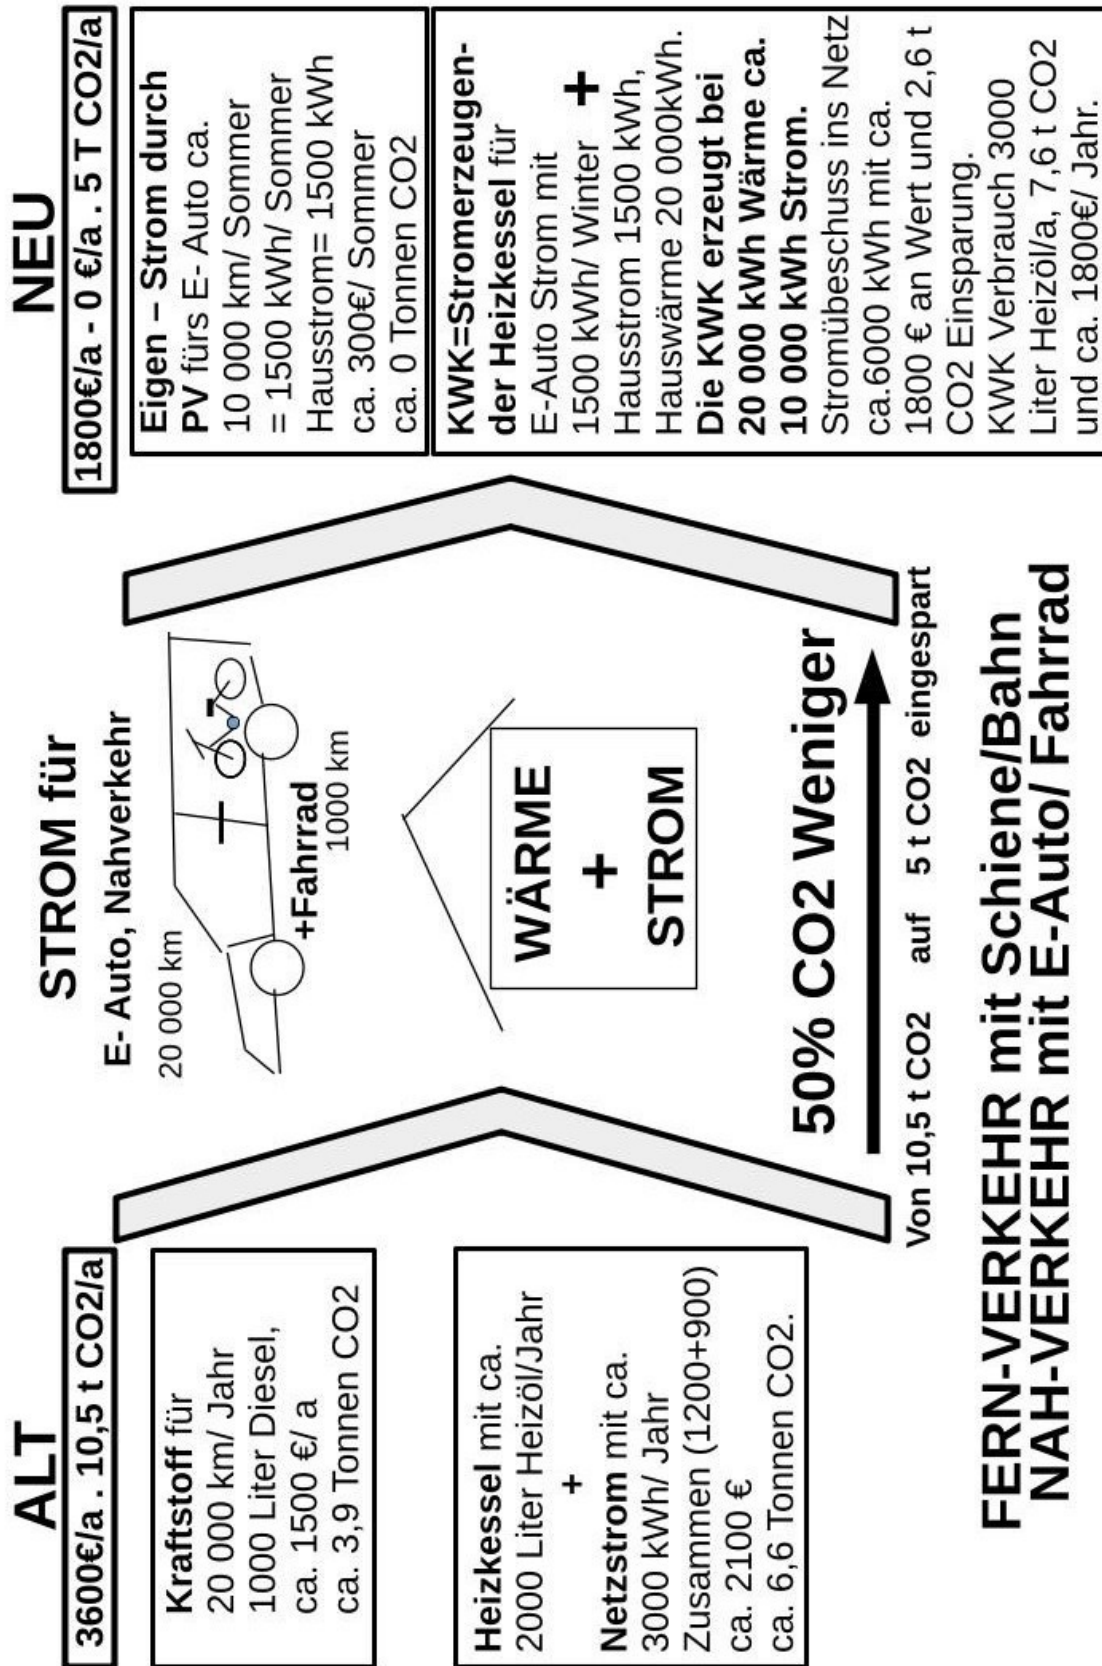 ALT
3600€/a . 10,5 t CO2/a
Kraftstoff für
20 000 km/ Jahr
1000 Liter Diesel,
ca. 1500 €/ a
ca. 3,9 Tonnen CO2
Heizkessel mit ca.
2000 Liter Heizöl/Jahr
+
Netzstrom mit ca.
3000 kWh/ Jahr
Zusammen (1200+900)
ca. 2100 €
ca. 6,6 Tonnen CO2.
STROM für
E- Auto, Nahverkehr
20 000 km
+Fahrrad
1000 km
WÄRME
+
STROM
50% CO2 Weniger
Von 10,5 t CO2 auf 5 t CO2 eingespart
NEU
1800€/a - 0 €/a . 5 T CO2/a
Eigen – Strom durch
PV fürs E- Auto ca.
10 000 km/ Sommer
= 1500 kWh/ Sommer
Hausstrom= 1500 kWh
ca. 300€/ Sommer
ca. 0 Tonnen CO2
KWK=Stromerzeugen-
der Heizkessel für
E-Auto Strom mit
1500 kWh/ Winter +
Hausstrom 1500 kWh,
Hauswärme 20 000kWh.
Die KWK erzeugt bei
20 000 kWh Wärme ca.
10 000 kWh Strom.
Stromübeschuss ins Netz
ca.6000 kWh mit ca.
1800 € an Wert und 2,6 t
CO2 Einsparung.
KWK Verbrauch 3000
Liter Heizöl/a, 7,6 t CO2
und ca. 1800€/ Jahr.
FERN-VERKEHR mit Schiene/Bahn
NAH-VERKEHR mit E-Auto/ Fahrrad